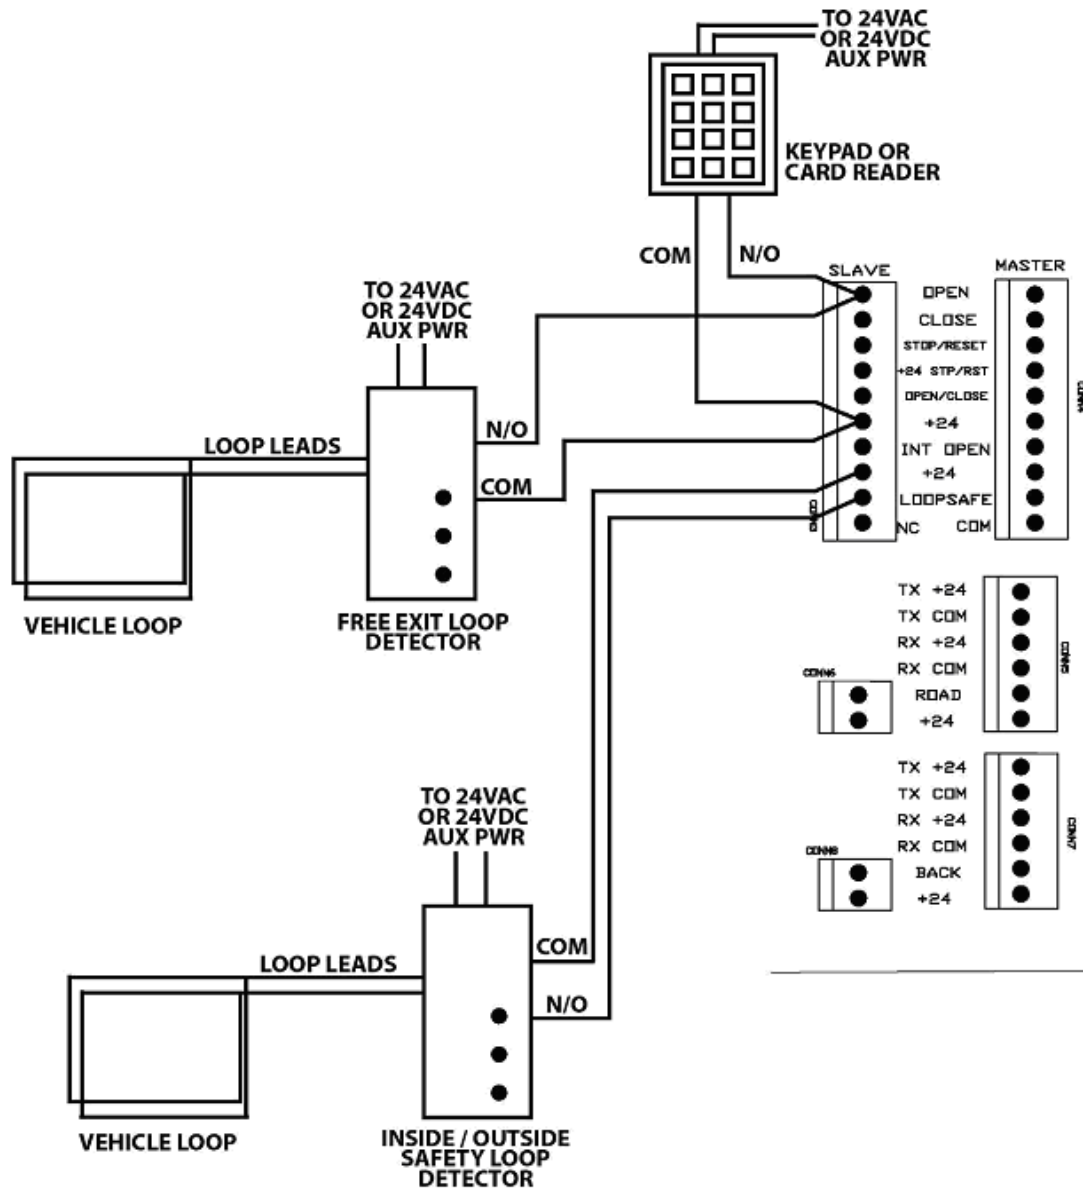 TO 24VAC
OR 24VDC
AUX PWR
KEYPAD OR
CARD READER
COM
N/O
SLAVE
MASTER
TO 24VAC
OR 24VDC
AUX PWR
OPEN
CLOSE
STOP/RESET
+24 STP/RST
OPEN/CLOSE
+24
INT OPEN
+24
LOOPSAFE
NC
COM
N/O
LOOP LEADS
COM
VEHICLE LOOP
FREE EXIT LOOP
DETECTOR
TX +24
TX COM
RX +24
RX COM
ROAD
+24
CONN5
CONN6
TX +24
TX COM
RX +24
RX COM
BACK
+24
CONN7
CONN8
TO 24VAC
OR 24VDC
AUX PWR
COM
LOOP LEADS
N/O
VEHICLE LOOP
INSIDE / OUTSIDE
SAFETY LOOP
DETECTOR